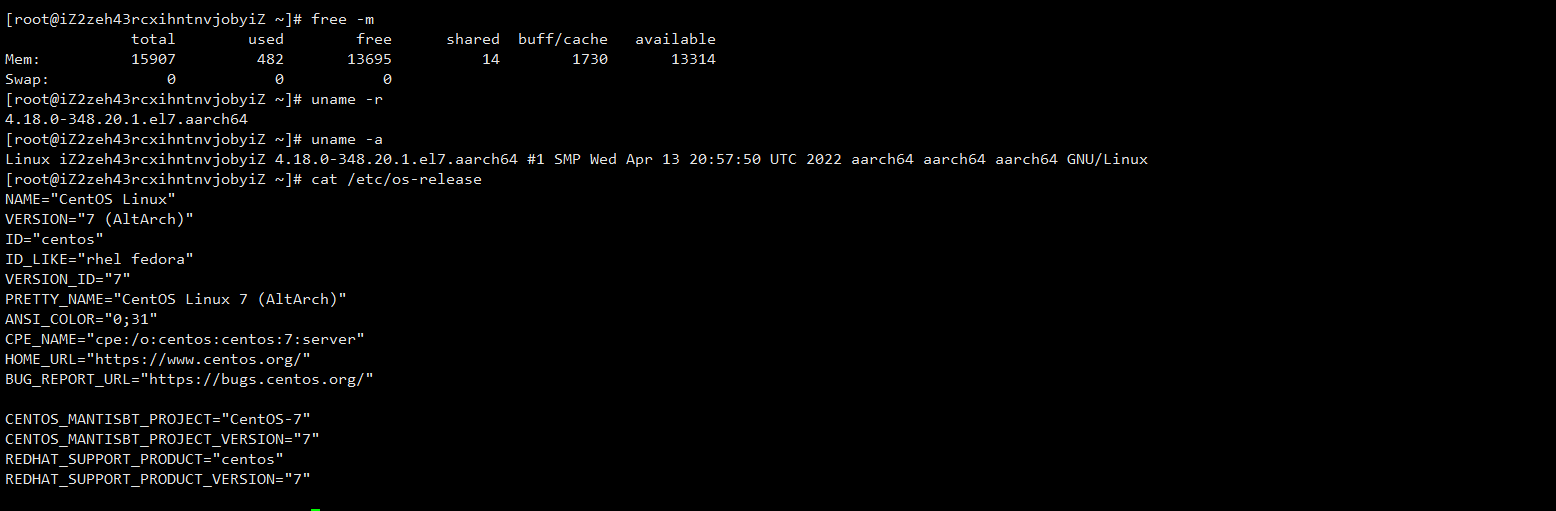 [root@iZ2zeh43rcxihntnvjobyiZ ~]# free -m
              total        used        free      shared  buff/cache   available
Mem:          15907         482       13695          14        1730       13314
Swap:             0           0           0
[root@iZ2zeh43rcxihntnvjobyiZ ~]# uname -r
4.18.0-348.20.1.el7.aarch64
[root@iZ2zeh43rcxihntnvjobyiZ ~]# uname -a
Linux iZ2zeh43rcxihntnvjobyiZ 4.18.0-348.20.1.el7.aarch64 #1 SMP Wed Apr 13 20:57:50 UTC 2022 aarch64 aarch64 aarch64 GNU/Linux
[root@iZ2zeh43rcxihntnvjobyiZ ~]# cat /etc/os-release
NAME="CentOS Linux"
VERSION="7 (AltArch)"
ID="centos"
ID_LIKE="rhel fedora"
VERSION_ID="7"
PRETTY_NAME="CentOS Linux 7 (AltArch)"
ANSI_COLOR="0;31"
CPE_NAME="cpe:/o:centos:centos:7:server"
HOME_URL="https://www.centos.org/"
BUG_REPORT_URL="https://bugs.centos.org/"

CENTOS_MANTISBT_PROJECT="CentOS-7"
CENTOS_MANTISBT_PROJECT_VERSION="7"
REDHAT_SUPPORT_PRODUCT="centos"
REDHAT_SUPPORT_PRODUCT_VERSION="7"